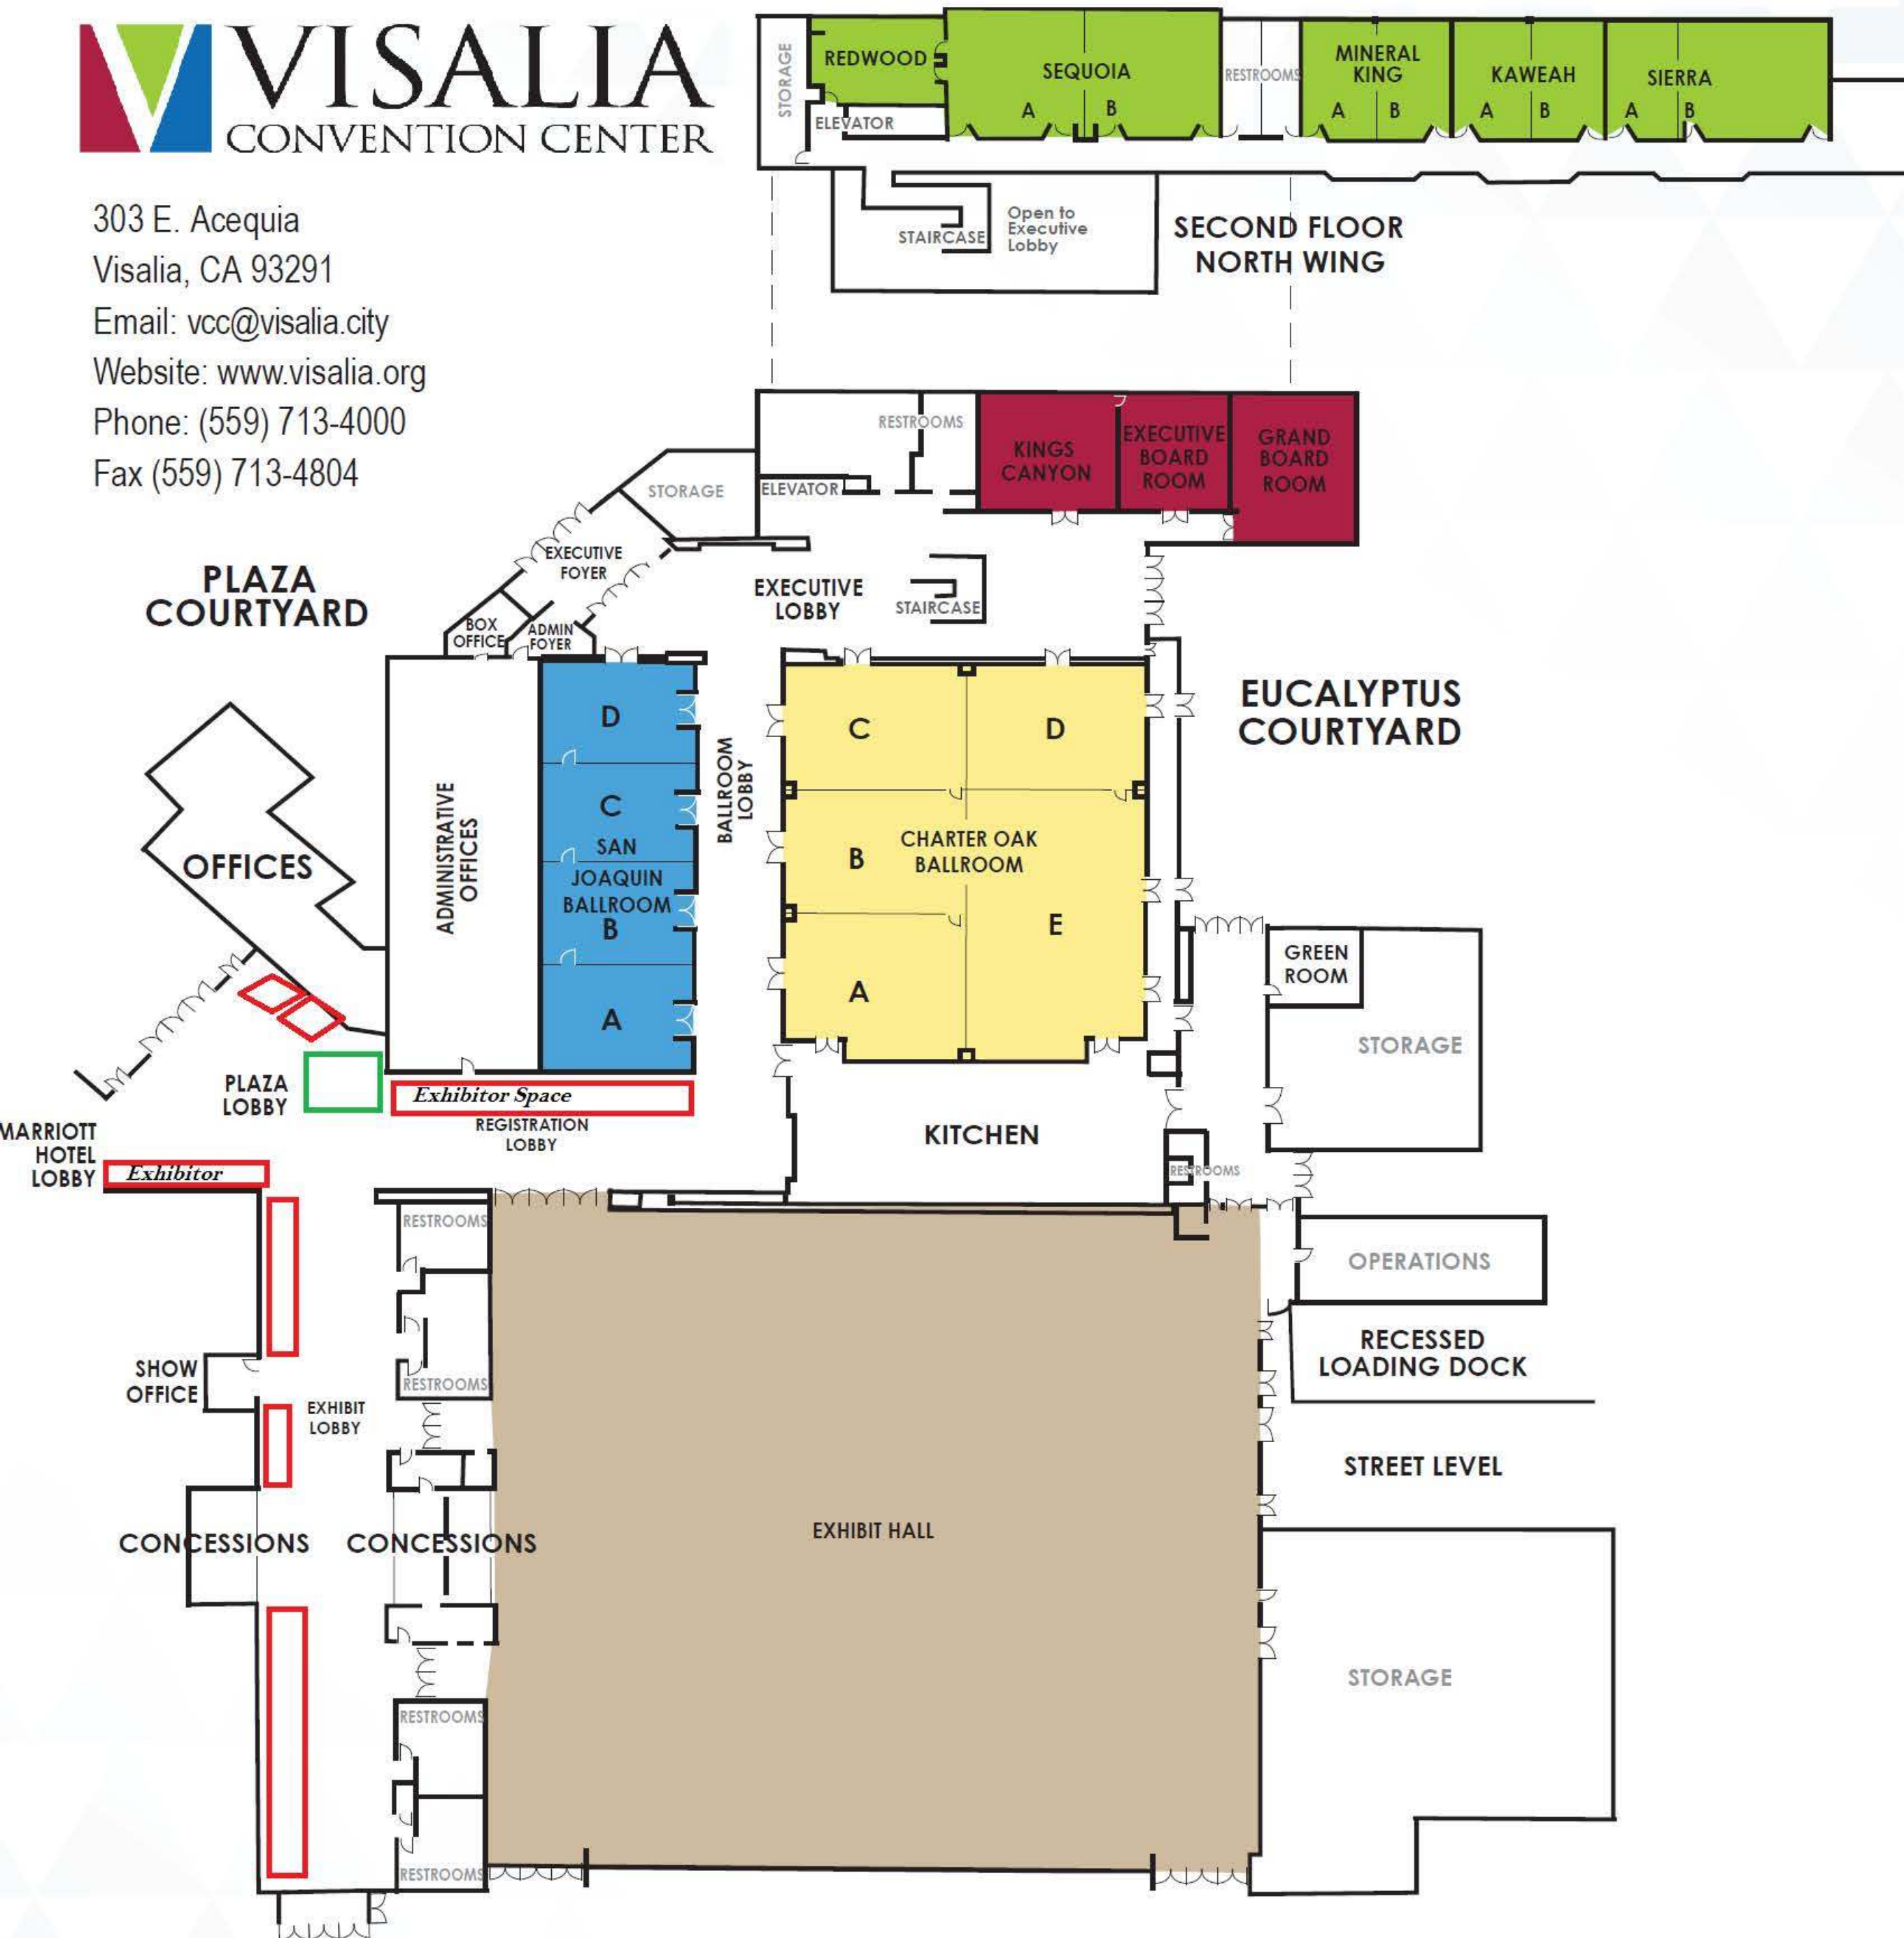 VISALIA
CONVENTION CENTER
303 E. Acequia
Visalia, CA 93291
Email: vcc@visalia.city
Website: www.visalia.org
Phone: (559) 713-4000
Fax (559) 713-4804
STORAGE
REDWOOD
ELEVATOR
SEQUOIA
A
B
RESTROOMS
MINERAL
KING
A
B
KAWEAH
A
B
SIERRA
A
B
STAIRCASE
Open to
Executive
Lobby
SECOND FLOOR
NORTH WING
RESTROOMS
ELEVATOR
STORAGE
KINGS
CANYON
EXECUTIVE
BOARD
ROOM
GRAND
BOARD
ROOM
EXECUTIVE
FOYER
PLAZA
COURTYARD
BOX
OFFICE
ADMIN
FOYER
EXECUTIVE
LOBBY
STAIRCASE
EUCALYPTUS
COURTYARD
OFFICES
ADMINISTRATIVE
OFFICES
D
C
SAN
JOAQUIN
BALLROOM
B
A
BALLROOM
LOBBY
C
D
B
CHARTER OAK
BALLROOM
E
A
GREEN
ROOM
STORAGE
PLAZA
LOBBY
Exhibitor Space
REGISTRATION
LOBBY
KITCHEN
RESTROOMS
MARRIOTT
HOTEL
LOBBY
Exhibitor
RESTROOMS
OPERATIONS
RECESSED
LOADING DOCK
SHOW
OFFICE
RESTROOMS
EXHIBIT
LOBBY
STREET LEVEL
CONCESSIONS
CONCESSIONS
EXHIBIT HALL
STORAGE
RESTROOMS
RESTROOMS